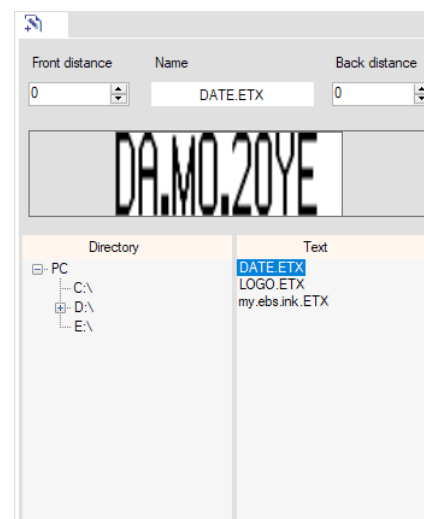 Front distance Name Back distance
0 DATE.ETX 0
DA.MO.20YE
Directory Text
PC
C:\
D:\
E:\
DATE.ETX
LOGO.ETX
my.ebs.ink.ETX